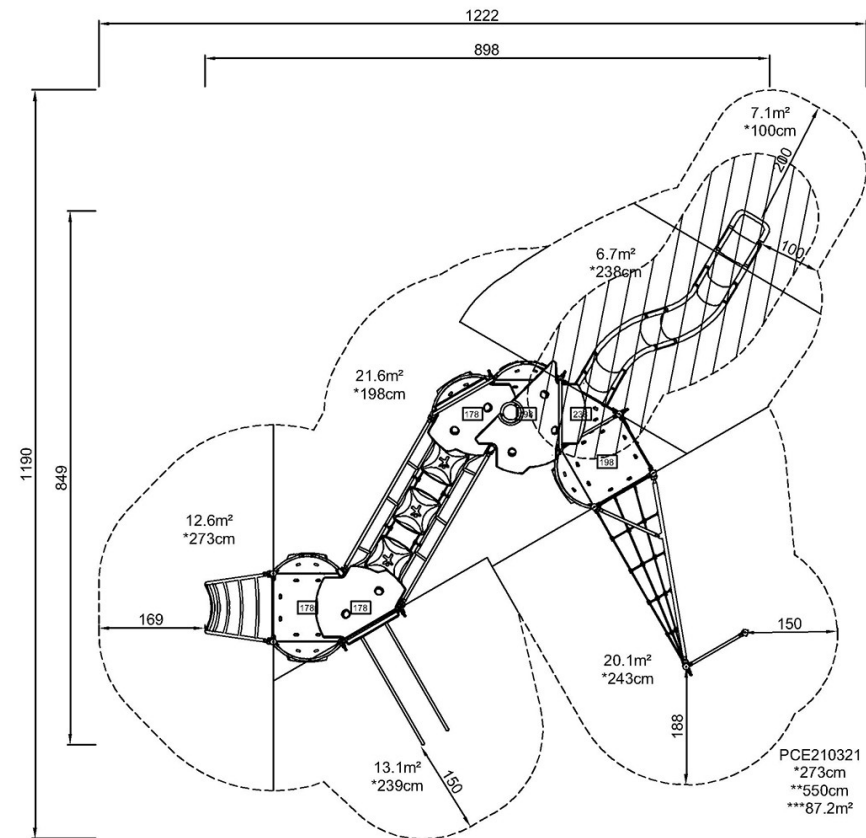 1222
898
7.1m²
*100cm
200
100
6.7m²
*238cm
1190
849
21.6m²
*198cm
178
198
238
198
12.6m²
*273cm
178
178
169
150
20.1m²
*243cm
188
13.1m²
*239cm
150
PCE210321
*273cm
**550cm
***87.2m²